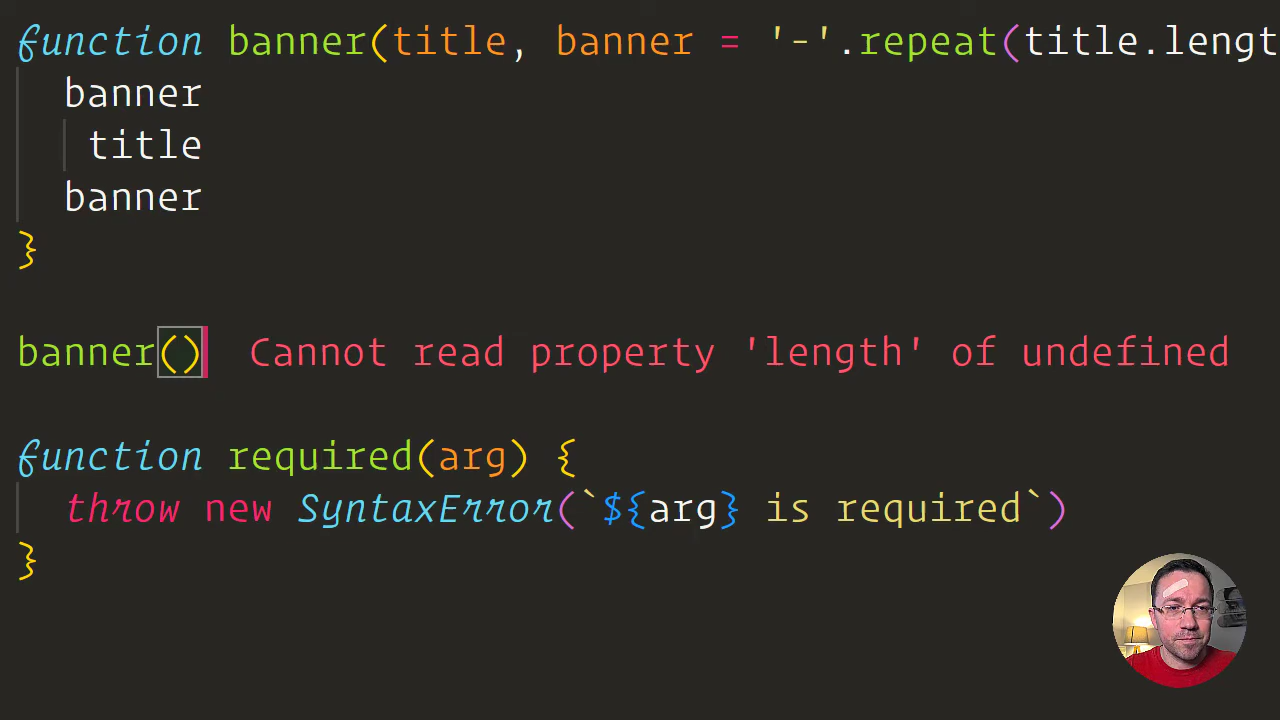 function banner(title, banner = '-'.repeat(title.lengt
banner
title
banner
}
banner() Cannot read property 'length' of undefined
function required(arg) {
throw new SyntaxError(`${arg} is required`)
}